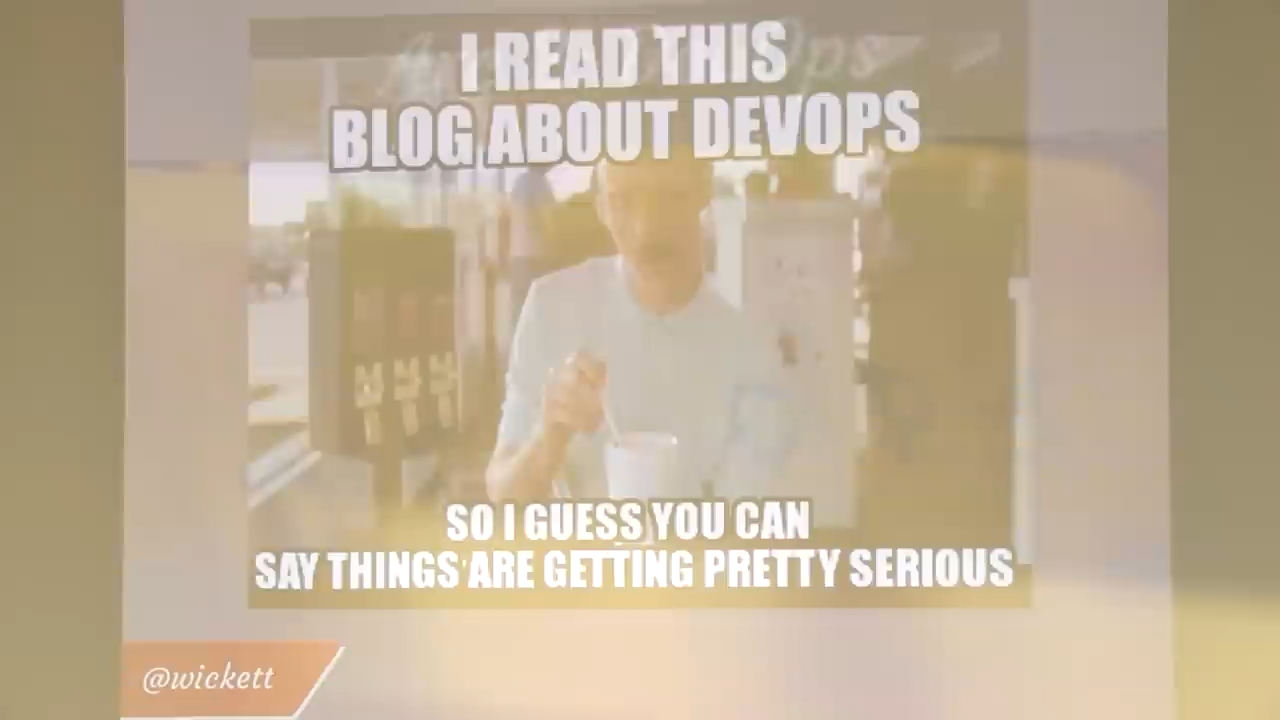 I READ THIS
BLOG ABOUT DEVOPS
SO I GUESS YOU CAN
SAY THINGS ARE GETTING PRETTY SERIOUS
@wickett